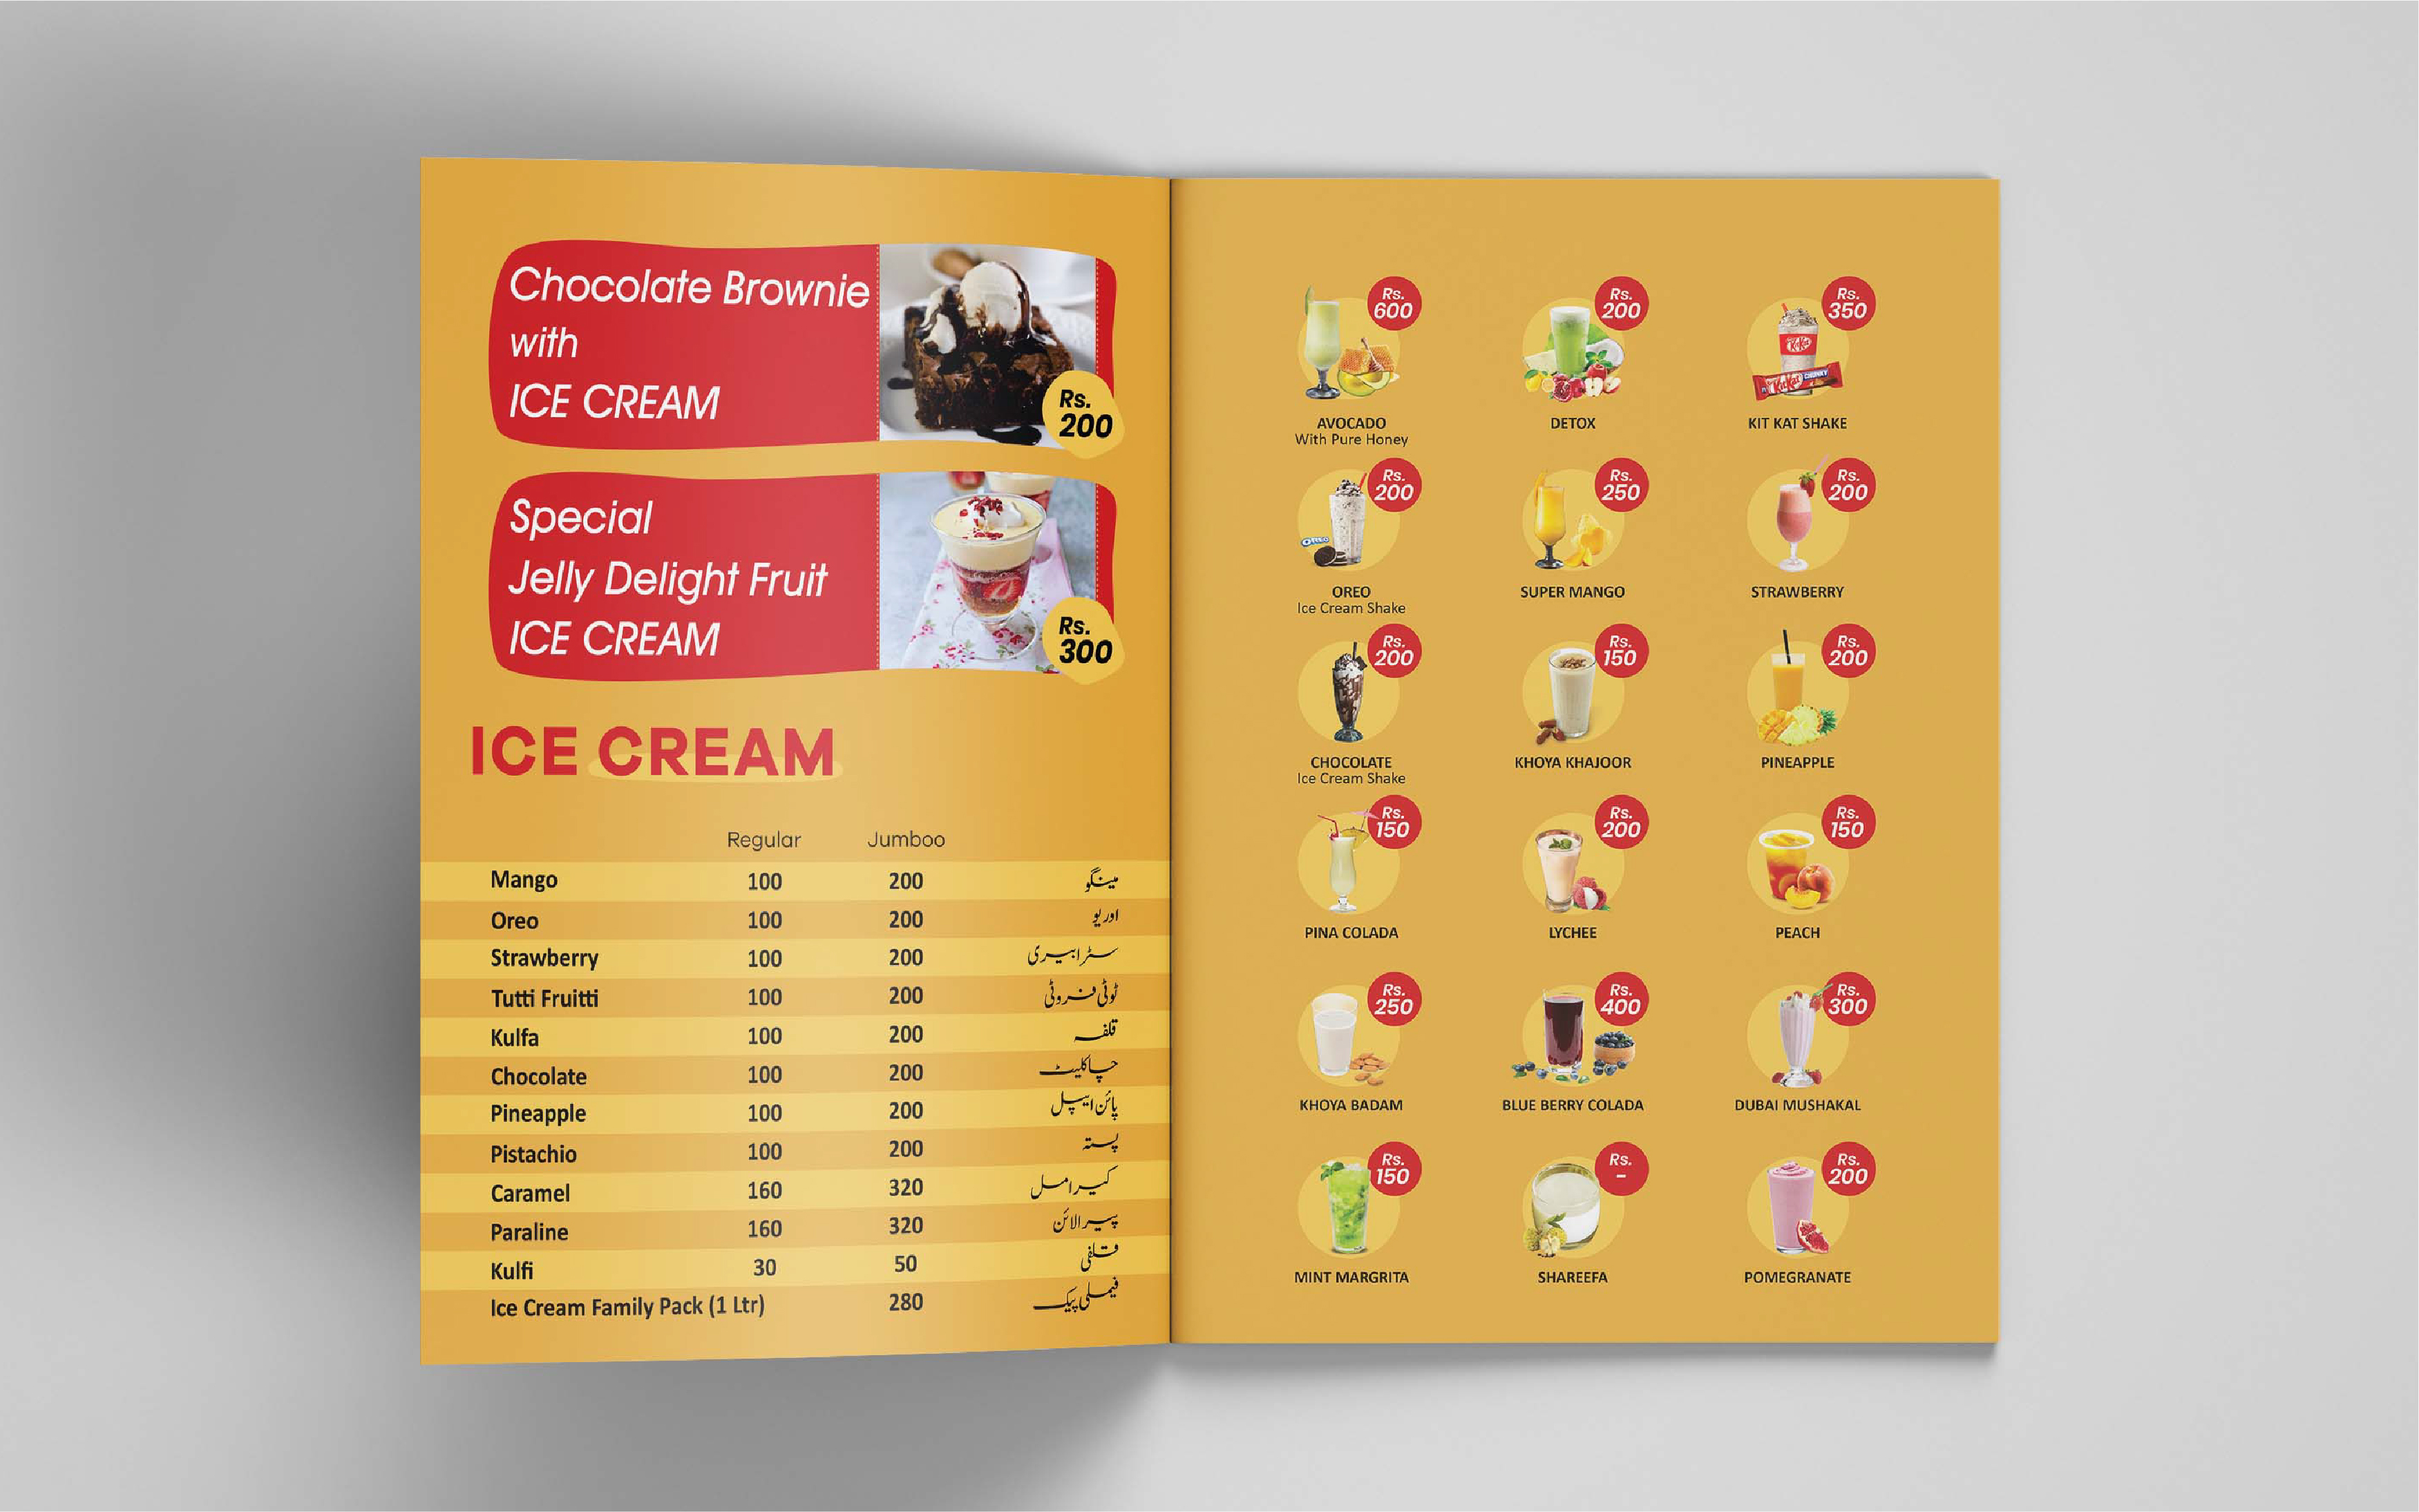 Chocolate Brownie
with
ICE CREAM
Rs.
200
Special
Jelly Delight Fruit
ICE CREAM
Rs.
300
ICE CREAM
Regular Jumboo
Mango 100 200 مینگو
Oreo 100 200 اوریو
Strawberry 100 200 سٹرابیری
Tutti Fruitti 100 200 ٹوٹی فروٹی
Kulfa 100 200 قلفہ
Chocolate 100 200 چاکلیٹ
Pineapple 100 200 پائن ایپل
Pistachio 100 200 پستہ
Caramel 160 320 کیرامل
Paraline 160 320 پیرالائن
Kulfi 30 50 قلفی
Ice Cream Family Pack (1 Ltr) 280 فیملی پیک
Rs.
600
AVOCADO
With Pure Honey
Rs.
200
DETOX
Rs.
350
KitKat
KitKat CHUNKY
KIT KAT SHAKE
Rs.
200
OREO
OREO
Ice Cream Shake
Rs.
250
SUPER MANGO
Rs.
200
STRAWBERRY
Rs.
200
CHOCOLATE
Ice Cream Shake
Rs.
150
KHOYA KHAJOOR
Rs.
200
PINEAPPLE
Rs.
150
PINA COLADA
Rs.
200
LYCHEE
Rs.
150
PEACH
Rs.
250
KHOYA BADAM
Rs.
400
BLUE BERRY COLADA
Rs.
300
DUBAI MUSHAKAL
Rs.
150
MINT MARGRITA
Rs.
-
SHAREEFA
Rs.
200
POMEGRANATE